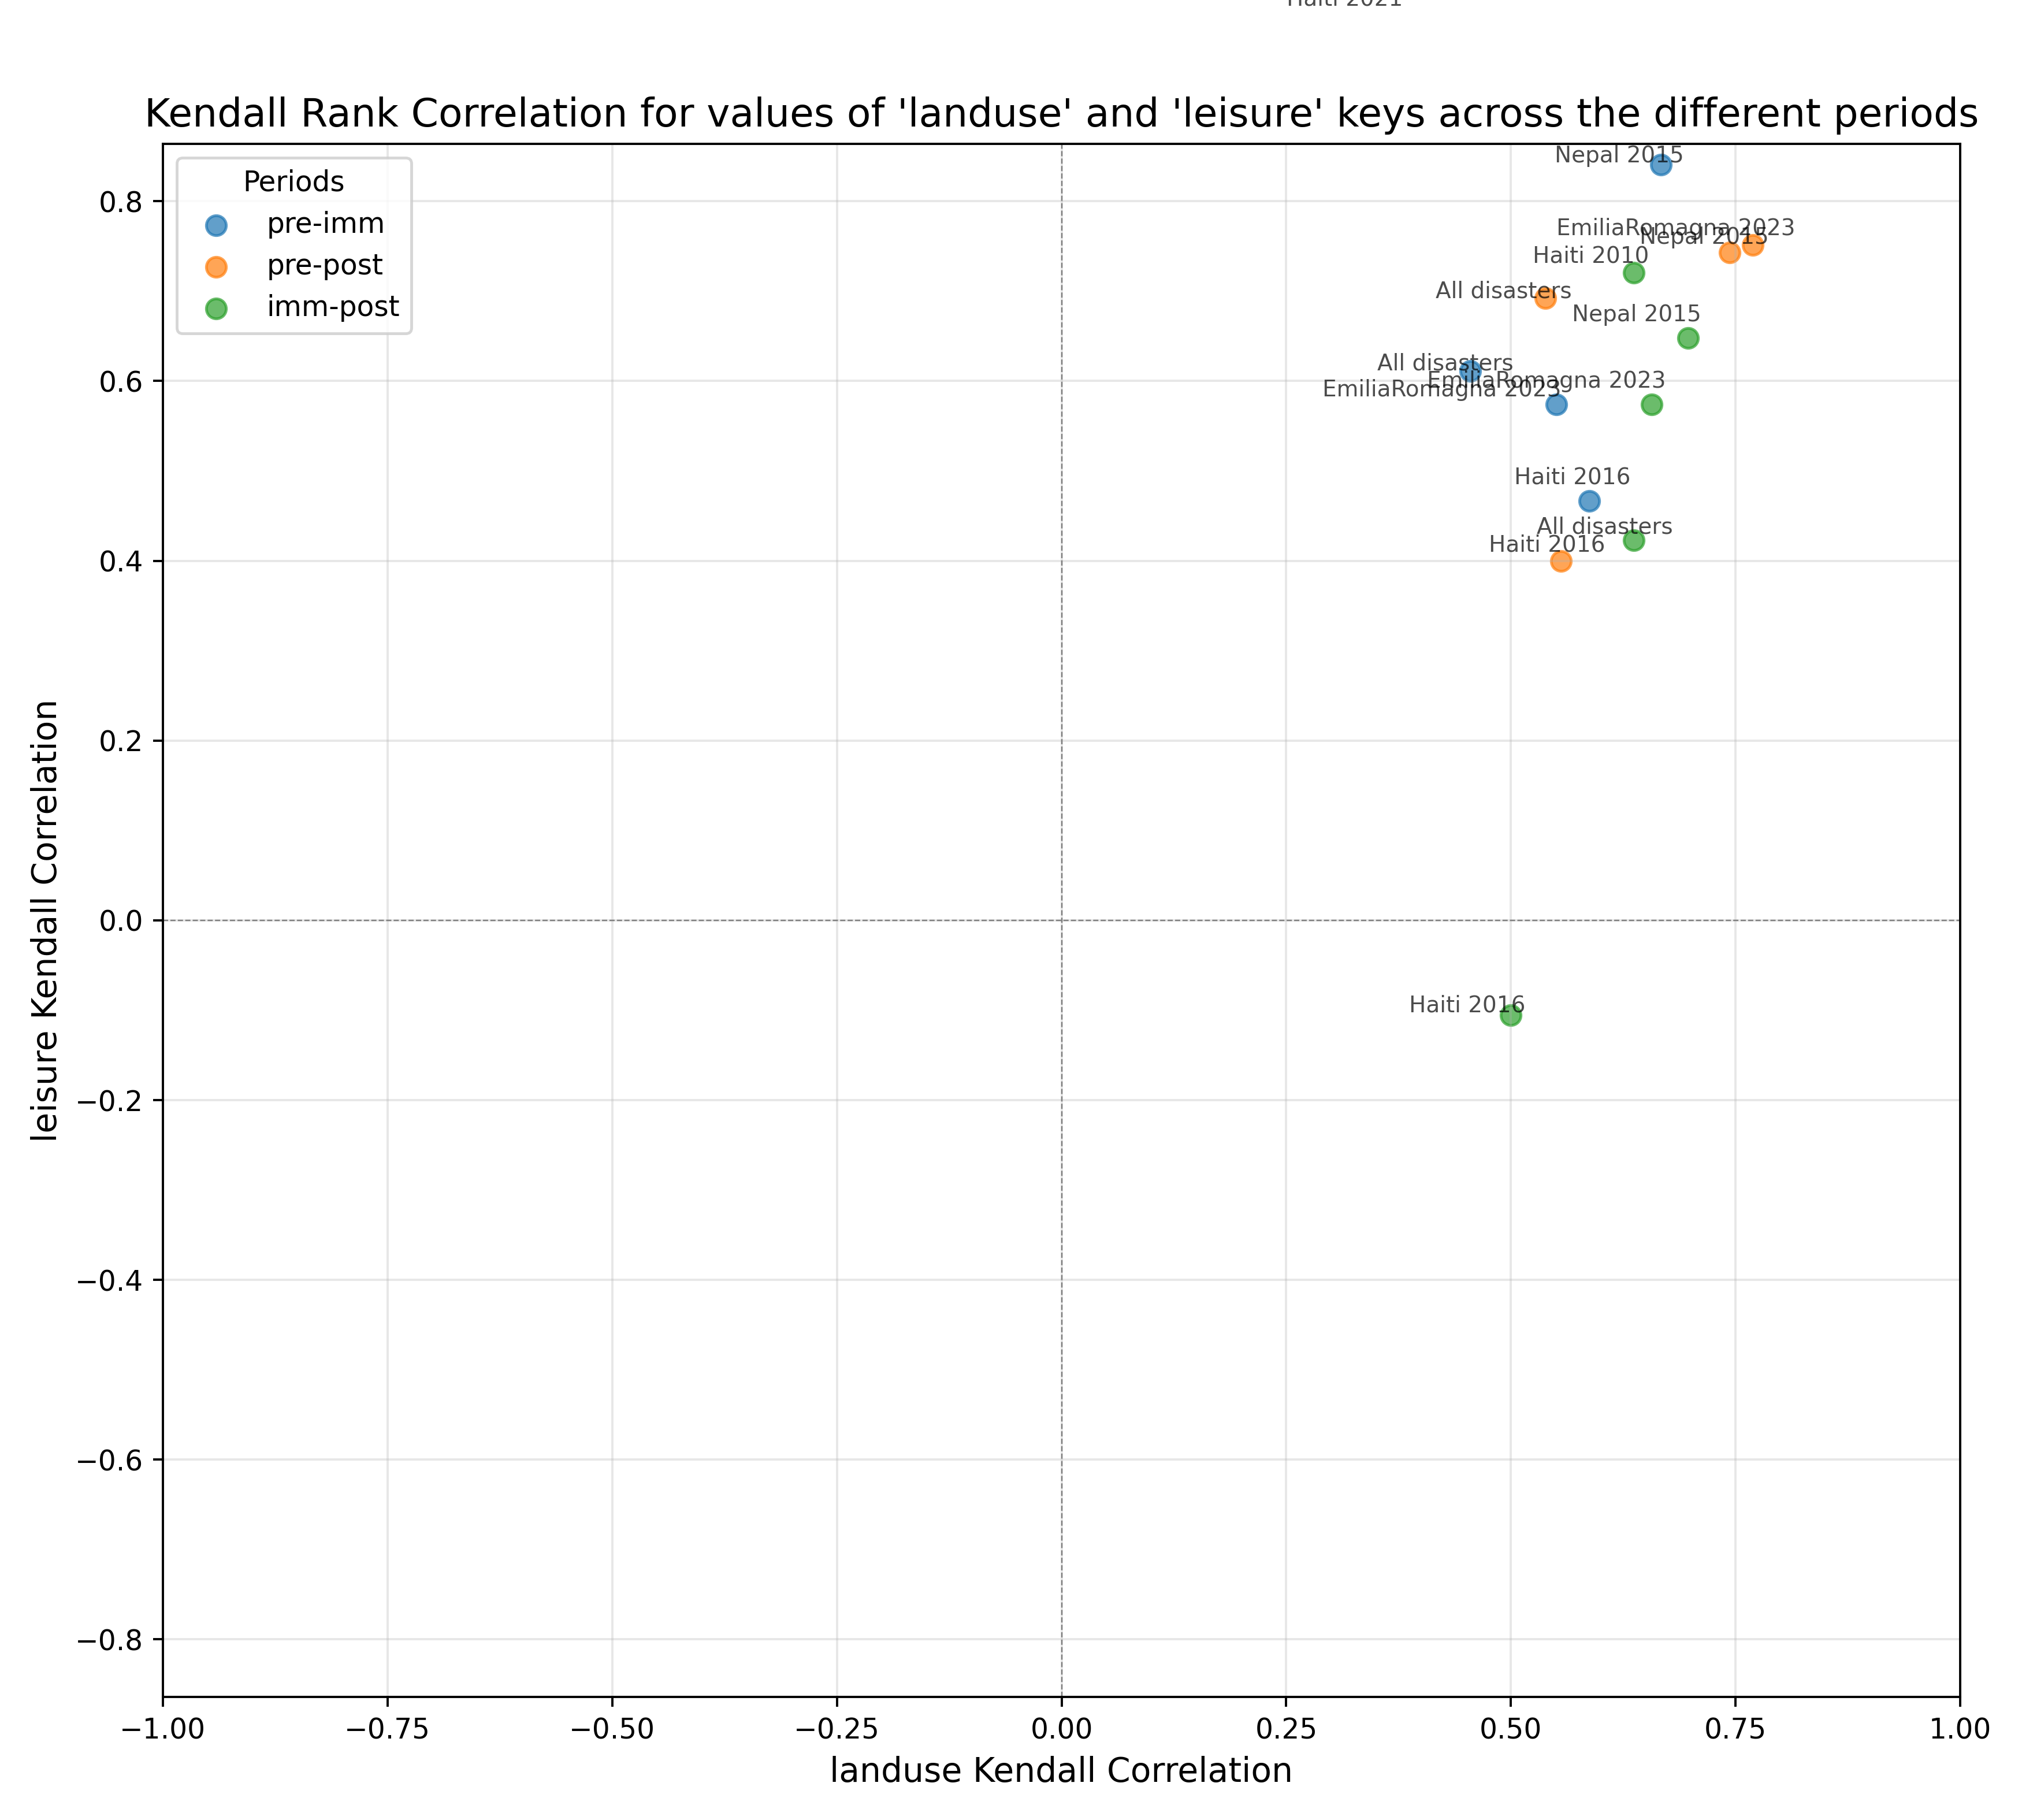 Haiti 2021
Kendall Rank Correlation for values of 'landuse' and 'leisure' keys across the different periods
Periods
pre-imm
pre-post
imm-post
Nepal 2015
EmiliaRomagna 2023
Nepal 2015
Haiti 2010
All disasters
Nepal 2015
All disasters
EmiliaRomagna 2023
EmiliaRomagna 2023
Haiti 2016
All disasters
Haiti 2016
Haiti 2016
leisure Kendall Correlation
0.8
0.6
0.4
0.2
0.0
−0.2
−0.4
−0.6
−0.8
−1.00 −0.75 −0.50 −0.25 0.00 0.25 0.50 0.75 1.00
landuse Kendall Correlation